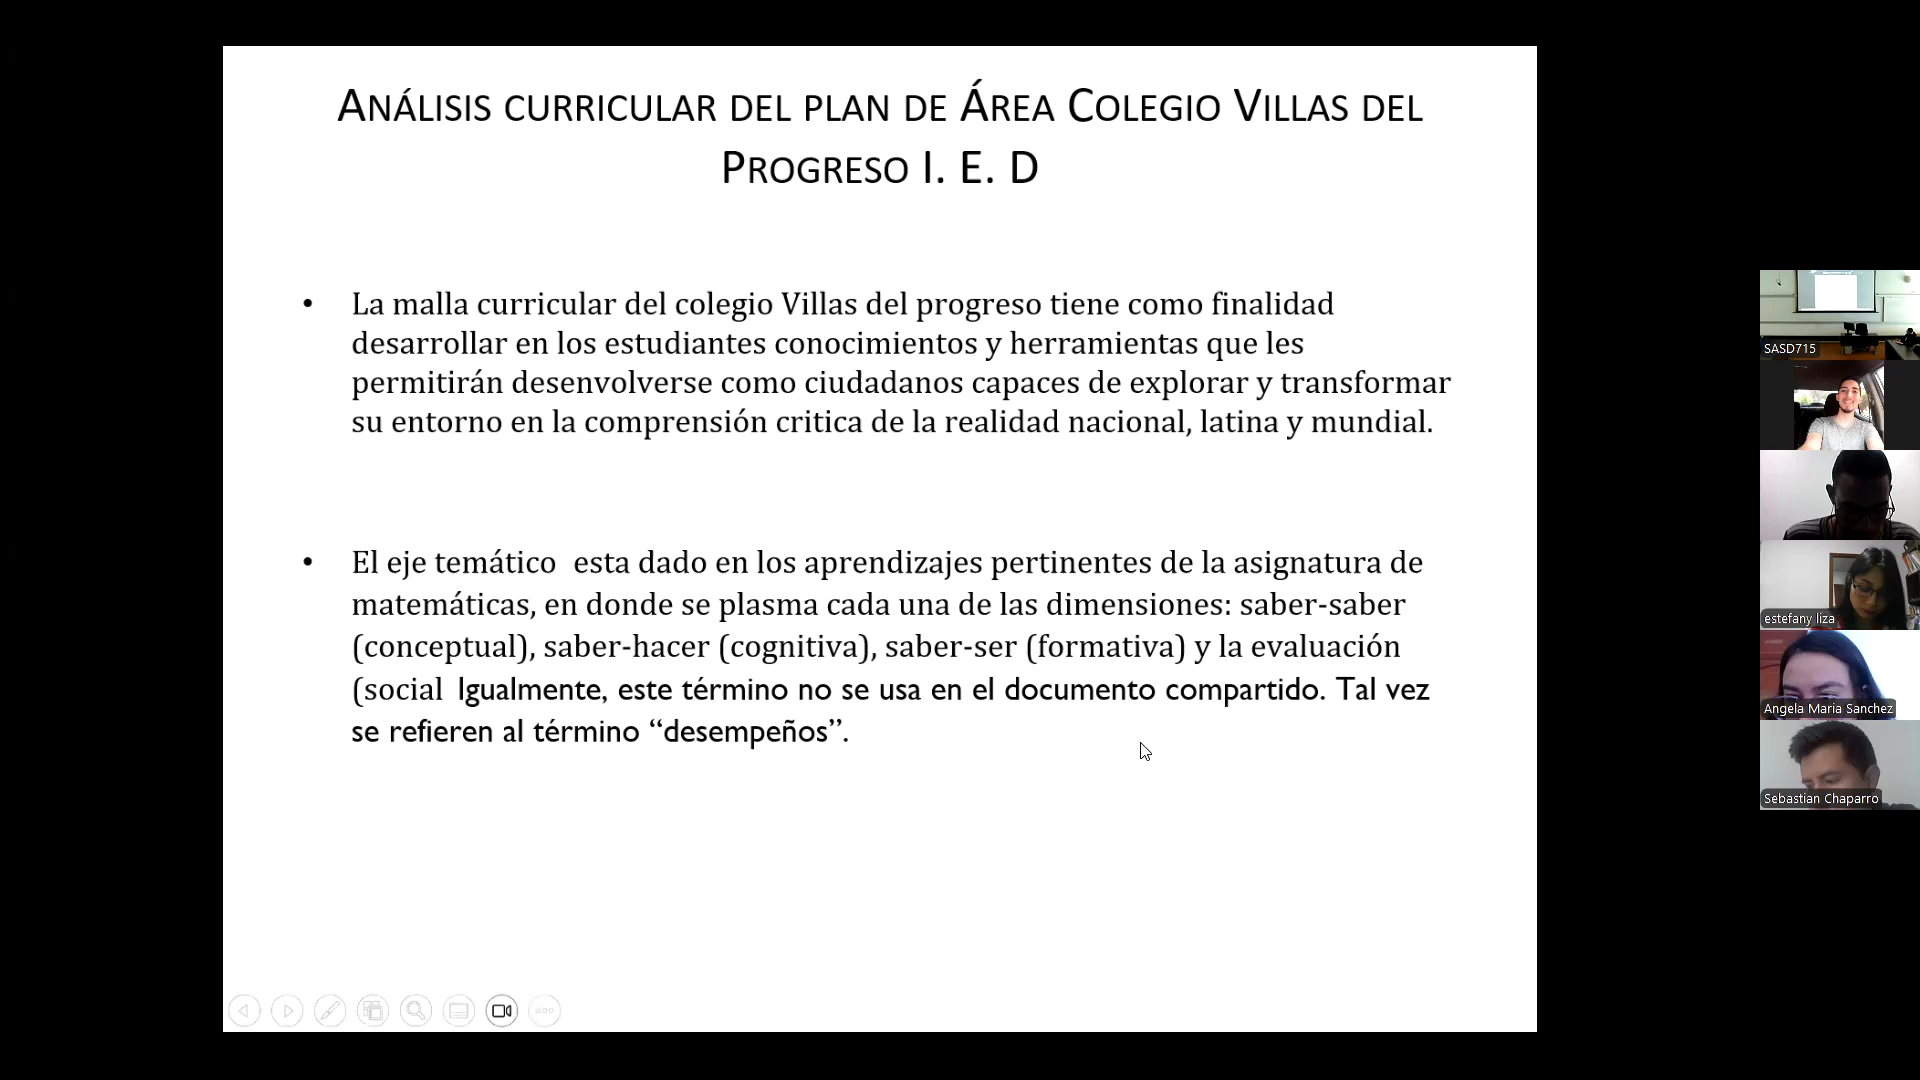 ANÁLISIS CURRICULAR DEL PLAN DE ÁREA COLEGIO VILLAS DEL
PROGRESO I. E. D
• La malla curricular del colegio Villas del progreso tiene como finalidad
desarrollar en los estudiantes conocimientos y herramientas que les
permitirán desenvolverse como ciudadanos capaces de explorar y transformar
su entorno en la comprensión critica de la realidad nacional, latina y mundial.
• El eje temático esta dado en los aprendizajes pertinentes de la asignatura de
matemáticas, en donde se plasma cada una de las dimensiones: saber-saber
(conceptual), saber-hacer (cognitiva), saber-ser (formativa) y la evaluación
(social Igualmente, este término no se usa en el documento compartido. Tal vez
se refieren al término “desempeños”.
SASD715
estefany liza
Angela Maria Sanchez
Sebastian Chaparro